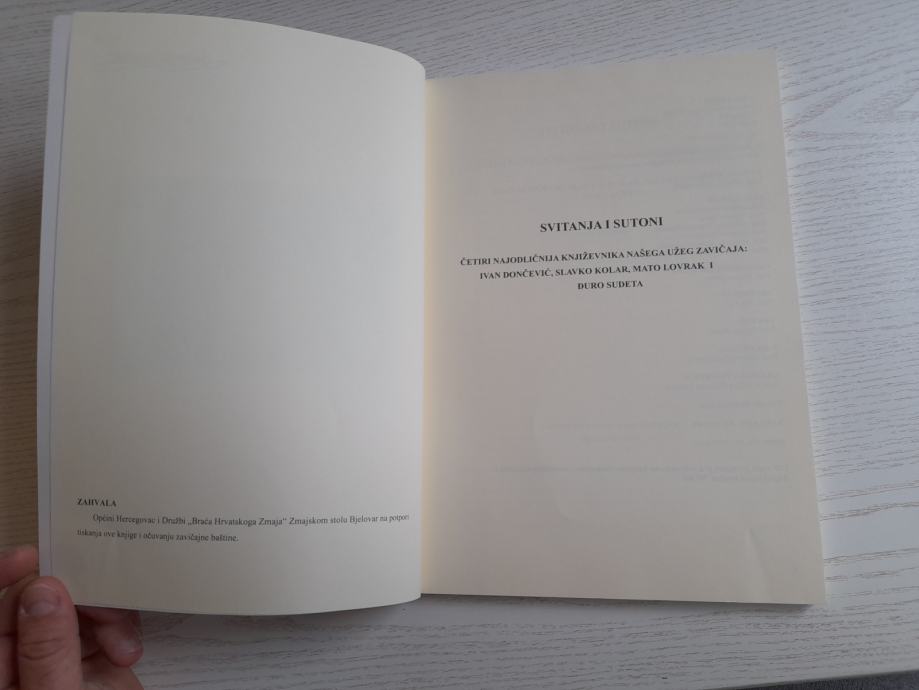 ZAHVALA
Općini Hercegovac i Družbi „Braća Hrvatskoga Zmaja“ Zmajskom stolu Bjelovar na potpori
tiskanja ove knjige i očuvanju zavičajne baštine.
SVITANJA I SUTONI
ČETIRI NAJODLIČNIJA KNJIŽEVNIKA NAŠEGA UŽEG ZAVIČAJA:
IVAN DONČEVIĆ, SLAVKO KOLAR, MATO LOVRAK I
ĐURO SUDETA